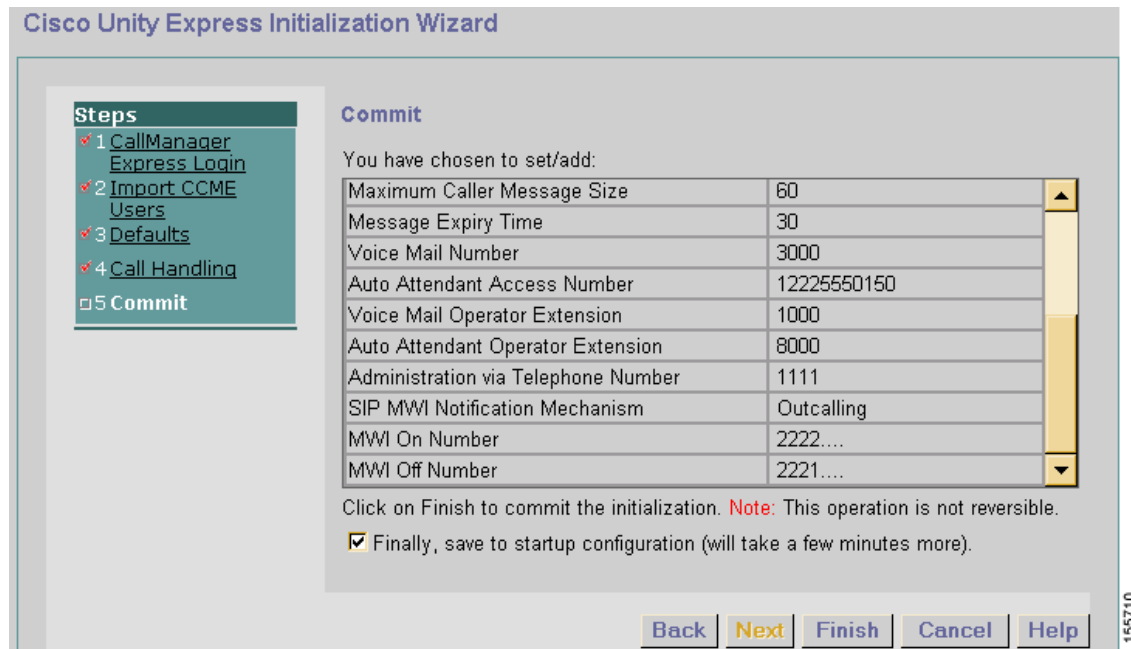 Cisco Unity Express Initialization Wizard
Steps
1 CallManager
Express Login
2 Import CCME
Users
3 Defaults
4 Call Handling
5 Commit
Commit
You have chosen to set/add:
Maximum Caller Message Size 60
Message Expiry Time 30
Voice Mail Number 3000
Auto Attendant Access Number 12225550150
Voice Mail Operator Extension 1000
Auto Attendant Operator Extension 8000
Administration via Telephone Number 1111
SIP MWI Notification Mechanism Outcalling
MWI On Number 2222....
MWI Off Number 2221....
Click on Finish to commit the initialization. Note: This operation is not reversible.
Finally, save to startup configuration (will take a few minutes more).
Back Next Finish Cancel Help
155710